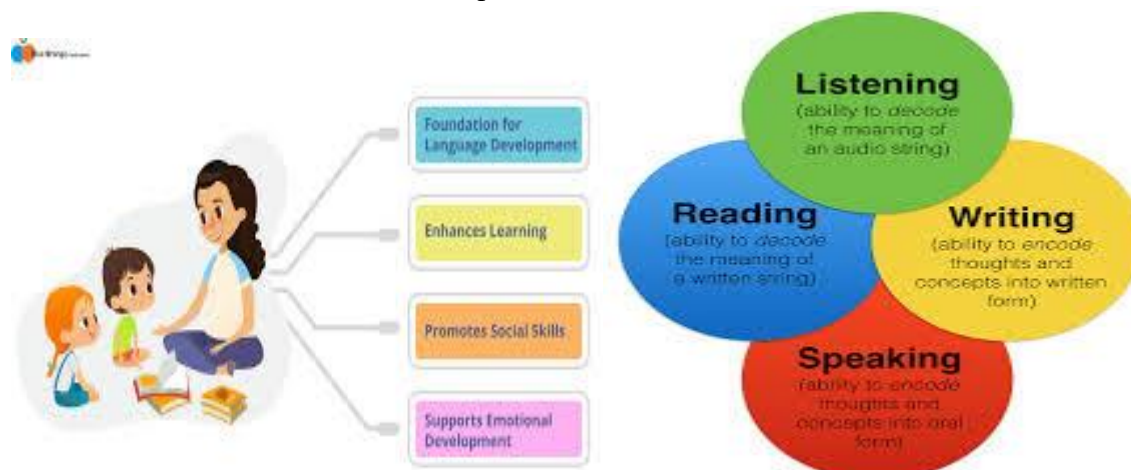 Foundation for
Language Development
Enhances Learning
Promotes Social Skills
Supports Emotional
Development
Listening
(ability to decode
the meaning of
an audio string)
Reading
(ability to decode
the meaning of
a written string)
Writing
(ability to encode
thoughts and
concepts into written
form)
Speaking
(ability to encode
thoughts and
concepts into oral
form)